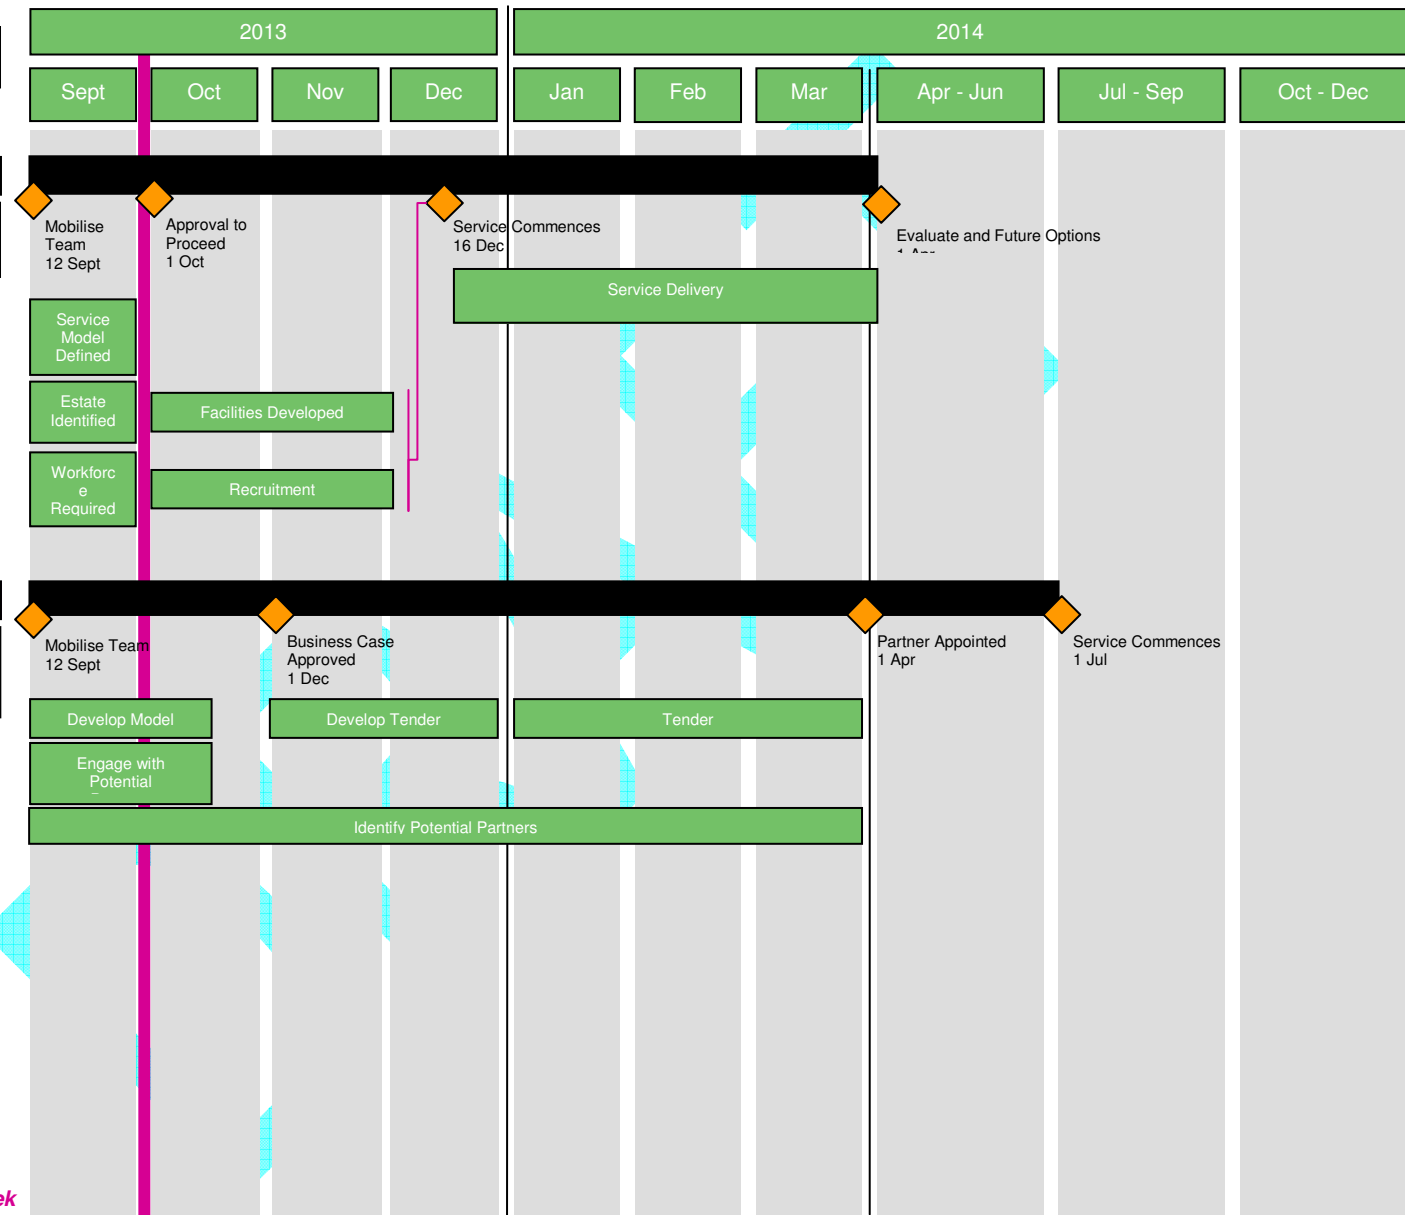 2013
2014
Sept
Oct
Nov
Dec
Jan
Feb
Mar
Apr - Jun
Jul - Sep
Oct - Dec
Mobilise
Team
12 Sept
Approval to
Proceed
1 Oct
Service Commences
16 Dec
Evaluate and Future Options
1 Apr
Service Delivery
Service
Model
Defined
Estate
Identified
Facilities Developed
Workforc
e
Required
Recruitment
Mobilise Team
12 Sept
Business Case
Approved
1 Dec
Partner Appointed
1 Apr
Service Commences
1 Jul
Develop Model
Develop Tender
Tender
Engage with
Potential
Identify Potential Partners
ek